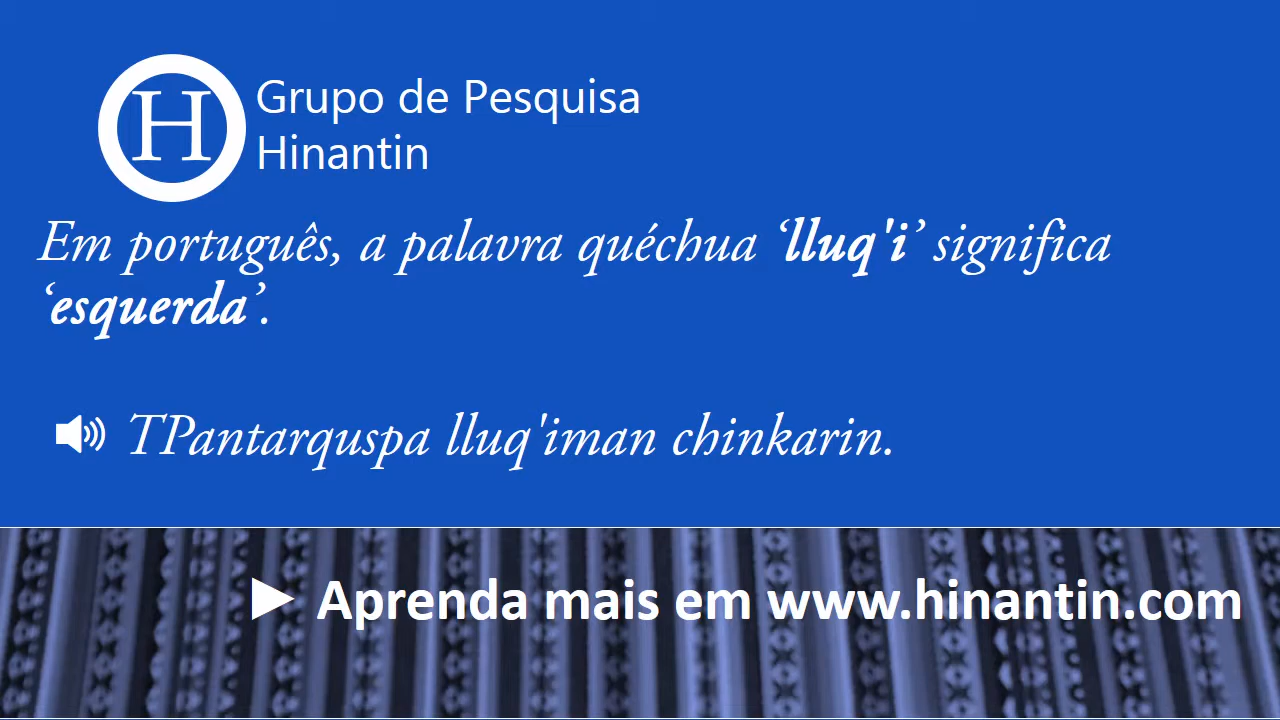 H
Grupo de Pesquisa
Hinantin
Em português, a palavra quéchua ‘lluq'i’ significa
‘esquerda’.
TPantarquspa lluq'iman chinkarin.
Aprenda mais em www.hinantin.com